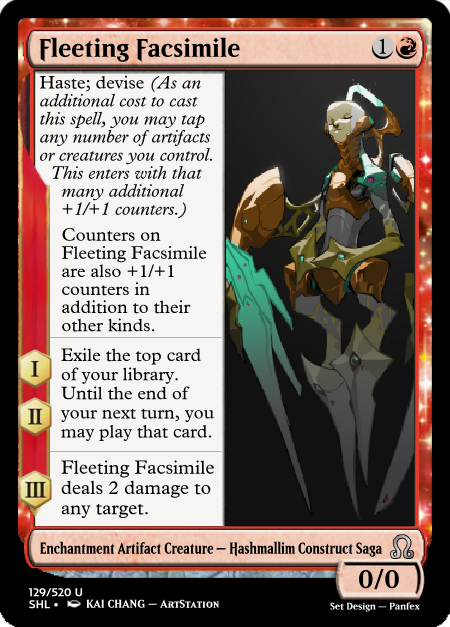 Fleeting Facsimile 1
Haste; devise (As an
additional cost to cast
this spell, you may tap
any number of artifacts
or creatures you control.
This enters with that
many additional
+1/+1 counters.)
Counters on
Fleeting Facsimile
are also +1/+1
counters in
addition to their
other kinds.
I
II
Exile the top card
of your library.
Until the end of
your next turn, you
may play that card.
III
Fleeting Facsimile
deals 2 damage to
any target.
Enchantment Artifact Creature — Hashmallim Construct Saga
0/0
129/520 U
SHL • KAI CHANG — ArtStation
Set Design — Panfex